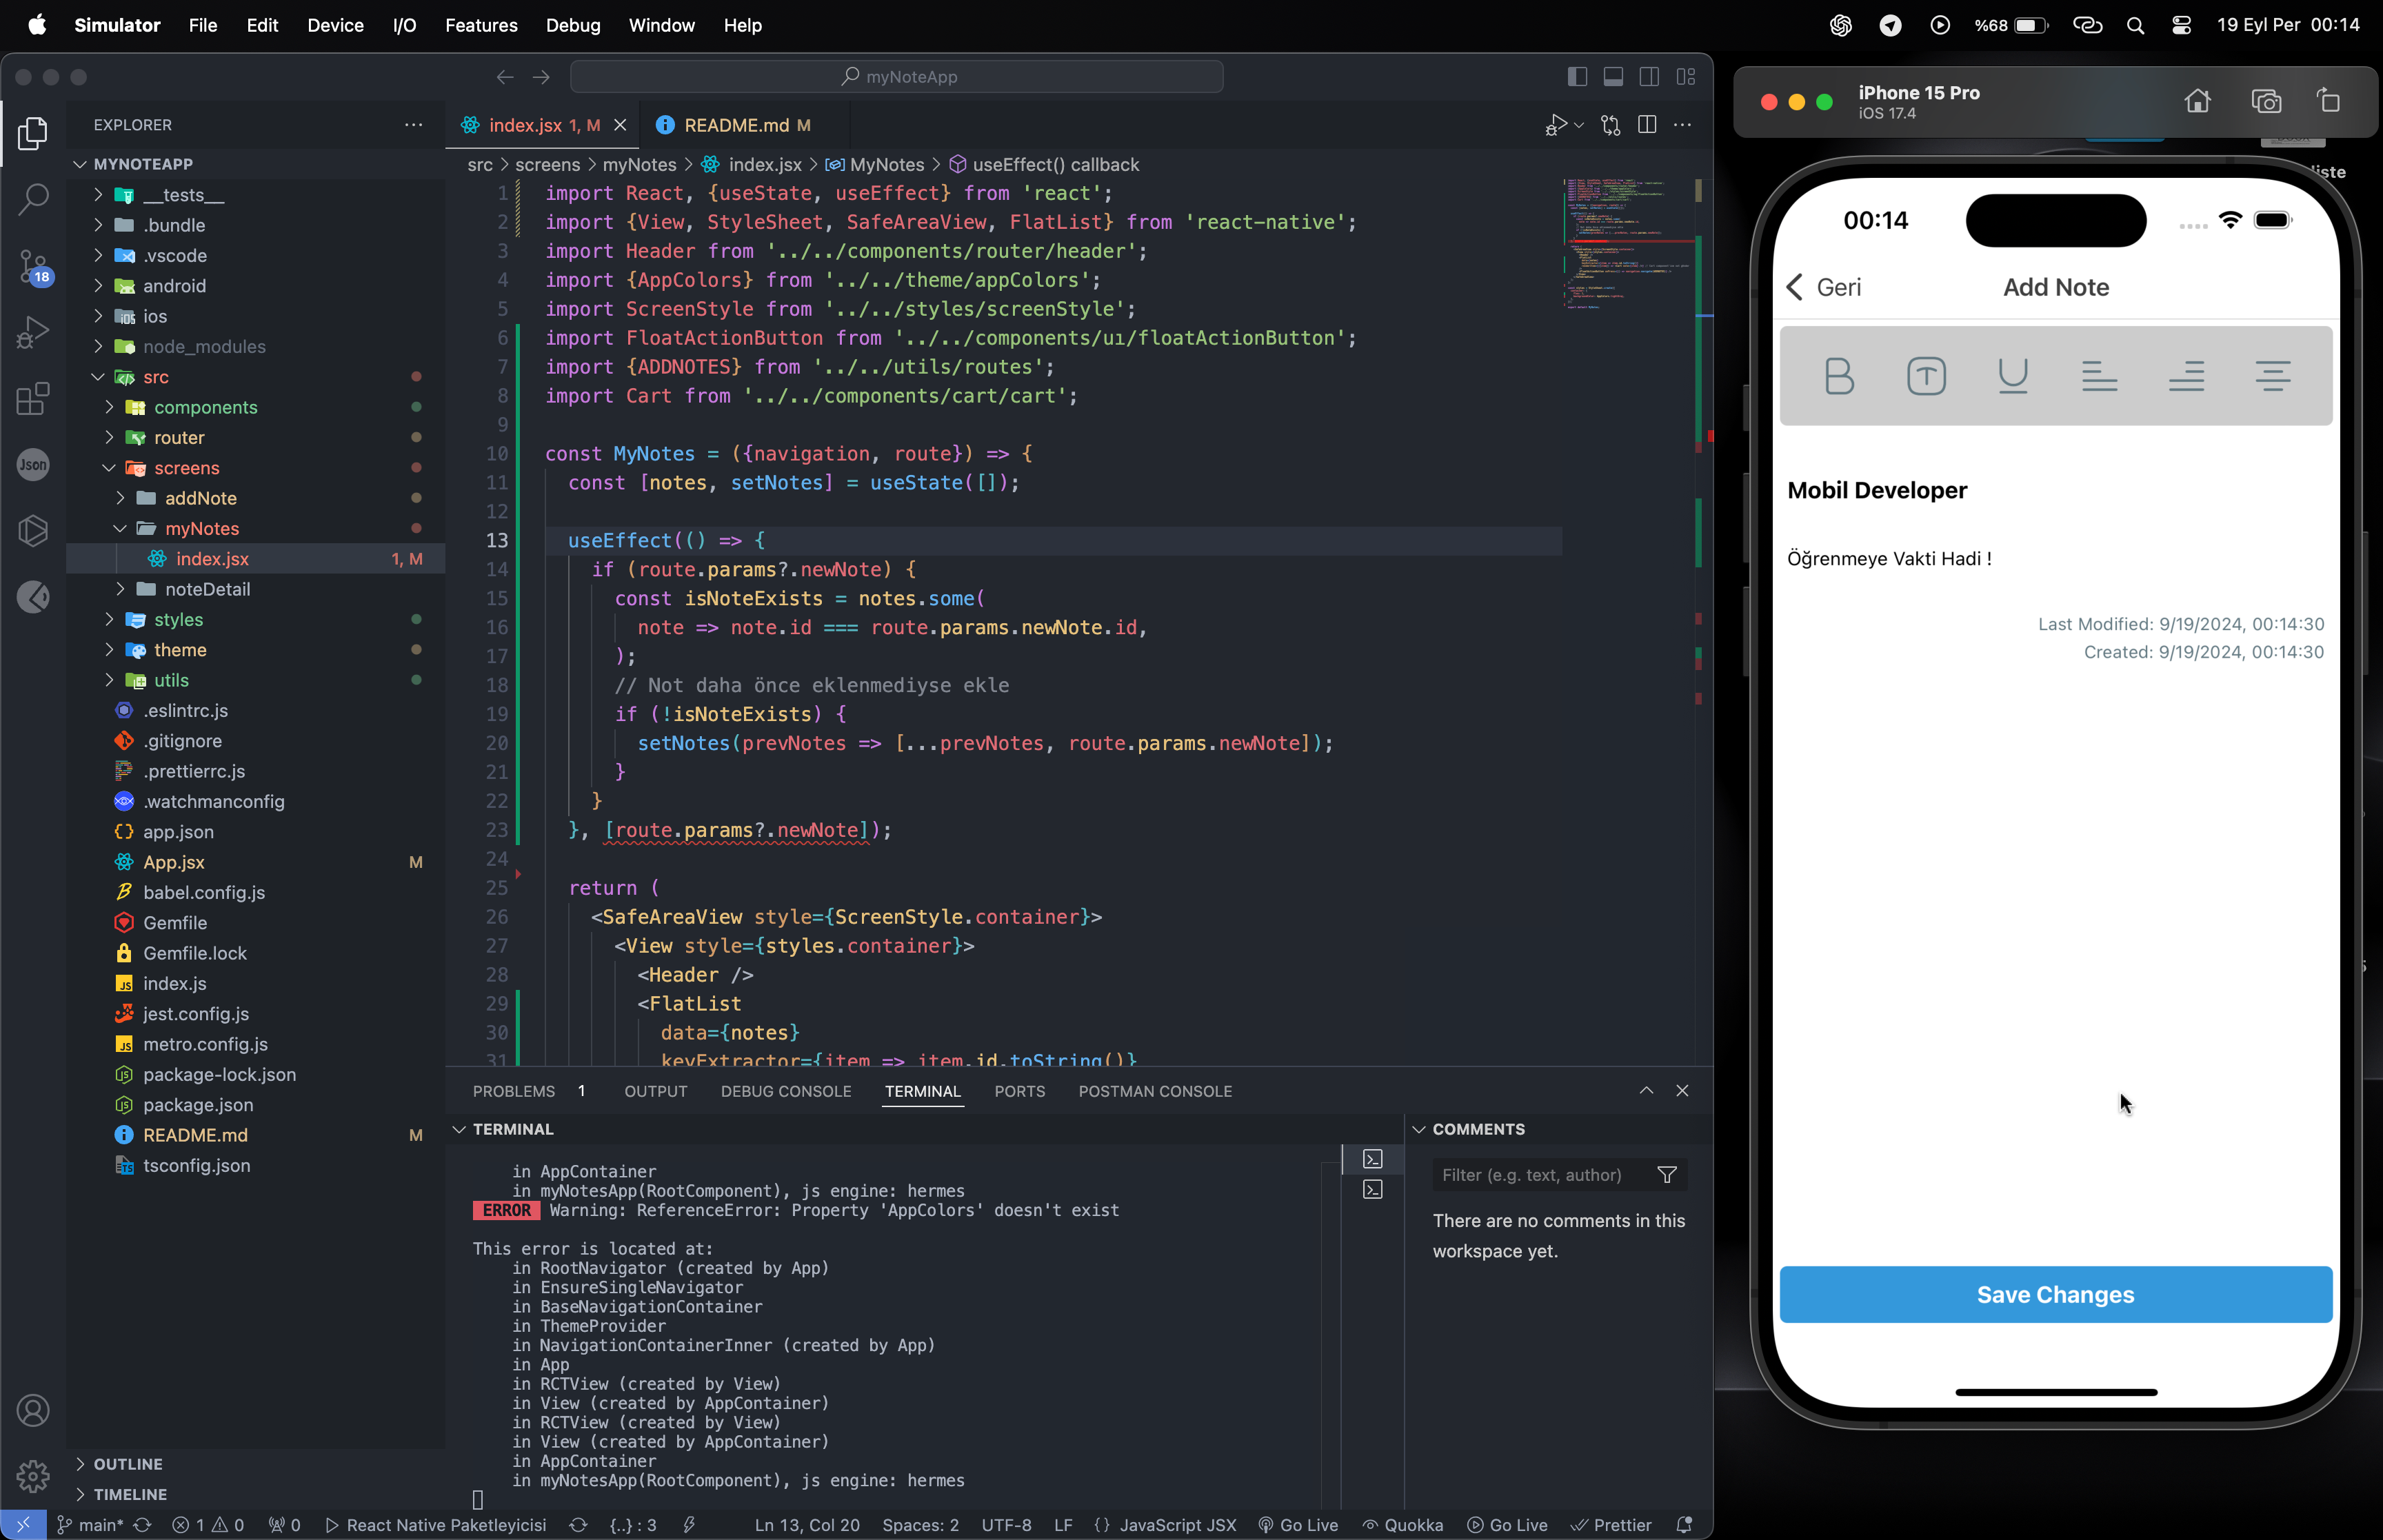 Simulator File Edit Device I/O Features Debug Window Help
%68 19 Eyl Per 00:14
myNoteApp
EXPLORER
MYNOTEAPP
__tests__
.bundle
.vscode
android
ios
node_modules
src
components
router
screens
addNote
myNotes
index.jsx 1, M
noteDetail
styles
theme
utils
.eslintrc.js
.gitignore
.prettierrc.js
.watchmanconfig
app.json
App.jsx M
babel.config.js
Gemfile
Gemfile.lock
index.js
jest.config.js
metro.config.js
package-lock.json
package.json
README.md M
tsconfig.json
OUTLINE
TIMELINE
18
Json
index.jsx 1, M README.md M
src > screens > myNotes > index.jsx > MyNotes > useEffect() callback
1 import React, {useState, useEffect} from 'react';
2 import {View, StyleSheet, SafeAreaView, FlatList} from 'react-native';
3 import Header from '../../components/router/header';
4 import {AppColors} from '../../theme/appColors';
5 import ScreenStyle from '../../styles/screenStyle';
6 import FloatActionButton from '../../components/uı/floatActionButton';
7 import {ADDNOTES} from '../../utils/routes';
8 import Cart from '../../components/cart/cart';
9
10 const MyNotes = ({navigation, route}) => {
11 const [notes, setNotes] = useState([]);
12
13 useEffect(() => {
14 if (route.params?.newNote) {
15 const isNoteExists = notes.some(
16 note => note.id === route.params.newNote.id,
17 );
18 // Not daha önce eklenmediyse ekle
19 if (!isNoteExists) {
20 setNotes(prevNotes => [...prevNotes, route.params.newNote]);
21 }
22 }
23 }, [route.params?.newNote]);
24
25 return (
26 <SafeAreaView style={ScreenStyle.container}>
27 <View style={styles.container}>
28 <Header />
29 <FlatList
30 data={notes}
31 keyExtractor={item => item.id.toString()}
PROBLEMS 1 OUTPUT DEBUG CONSOLE TERMINAL PORTS POSTMAN CONSOLE
TERMINAL
in AppContainer
in myNotesApp(RootComponent), js engine: hermes
ERROR Warning: ReferenceError: Property 'AppColors' doesn't exist
This error is located at:
in RootNavigator (created by App)
in EnsureSingleNavigator
in BaseNavigationContainer
in ThemeProvider
in NavigationContainerInner (created by App)
in App
in RCTView (created by View)
in View (created by AppContainer)
in RCTView (created by View)
in View (created by AppContainer)
in AppContainer
in myNotesApp(RootComponent), js engine: hermes
COMMENTS
Filter (e.g. text, author)
There are no comments in this
workspace yet.
main* 1 0 0 React Native Paketleyicisi {..} : 3 Ln 13, Col 20 Spaces: 2 UTF-8 LF {} JavaScript JSX Go Live Quokka Go Live Prettier
iPhone 15 Pro
iOS 17.4
00:14
Geri Add Note
B T U
Mobil Developer
Öğrenmeye Vakti Hadi !
Last Modified: 9/19/2024, 00:14:30
Created: 9/19/2024, 00:14:30
Save Changes